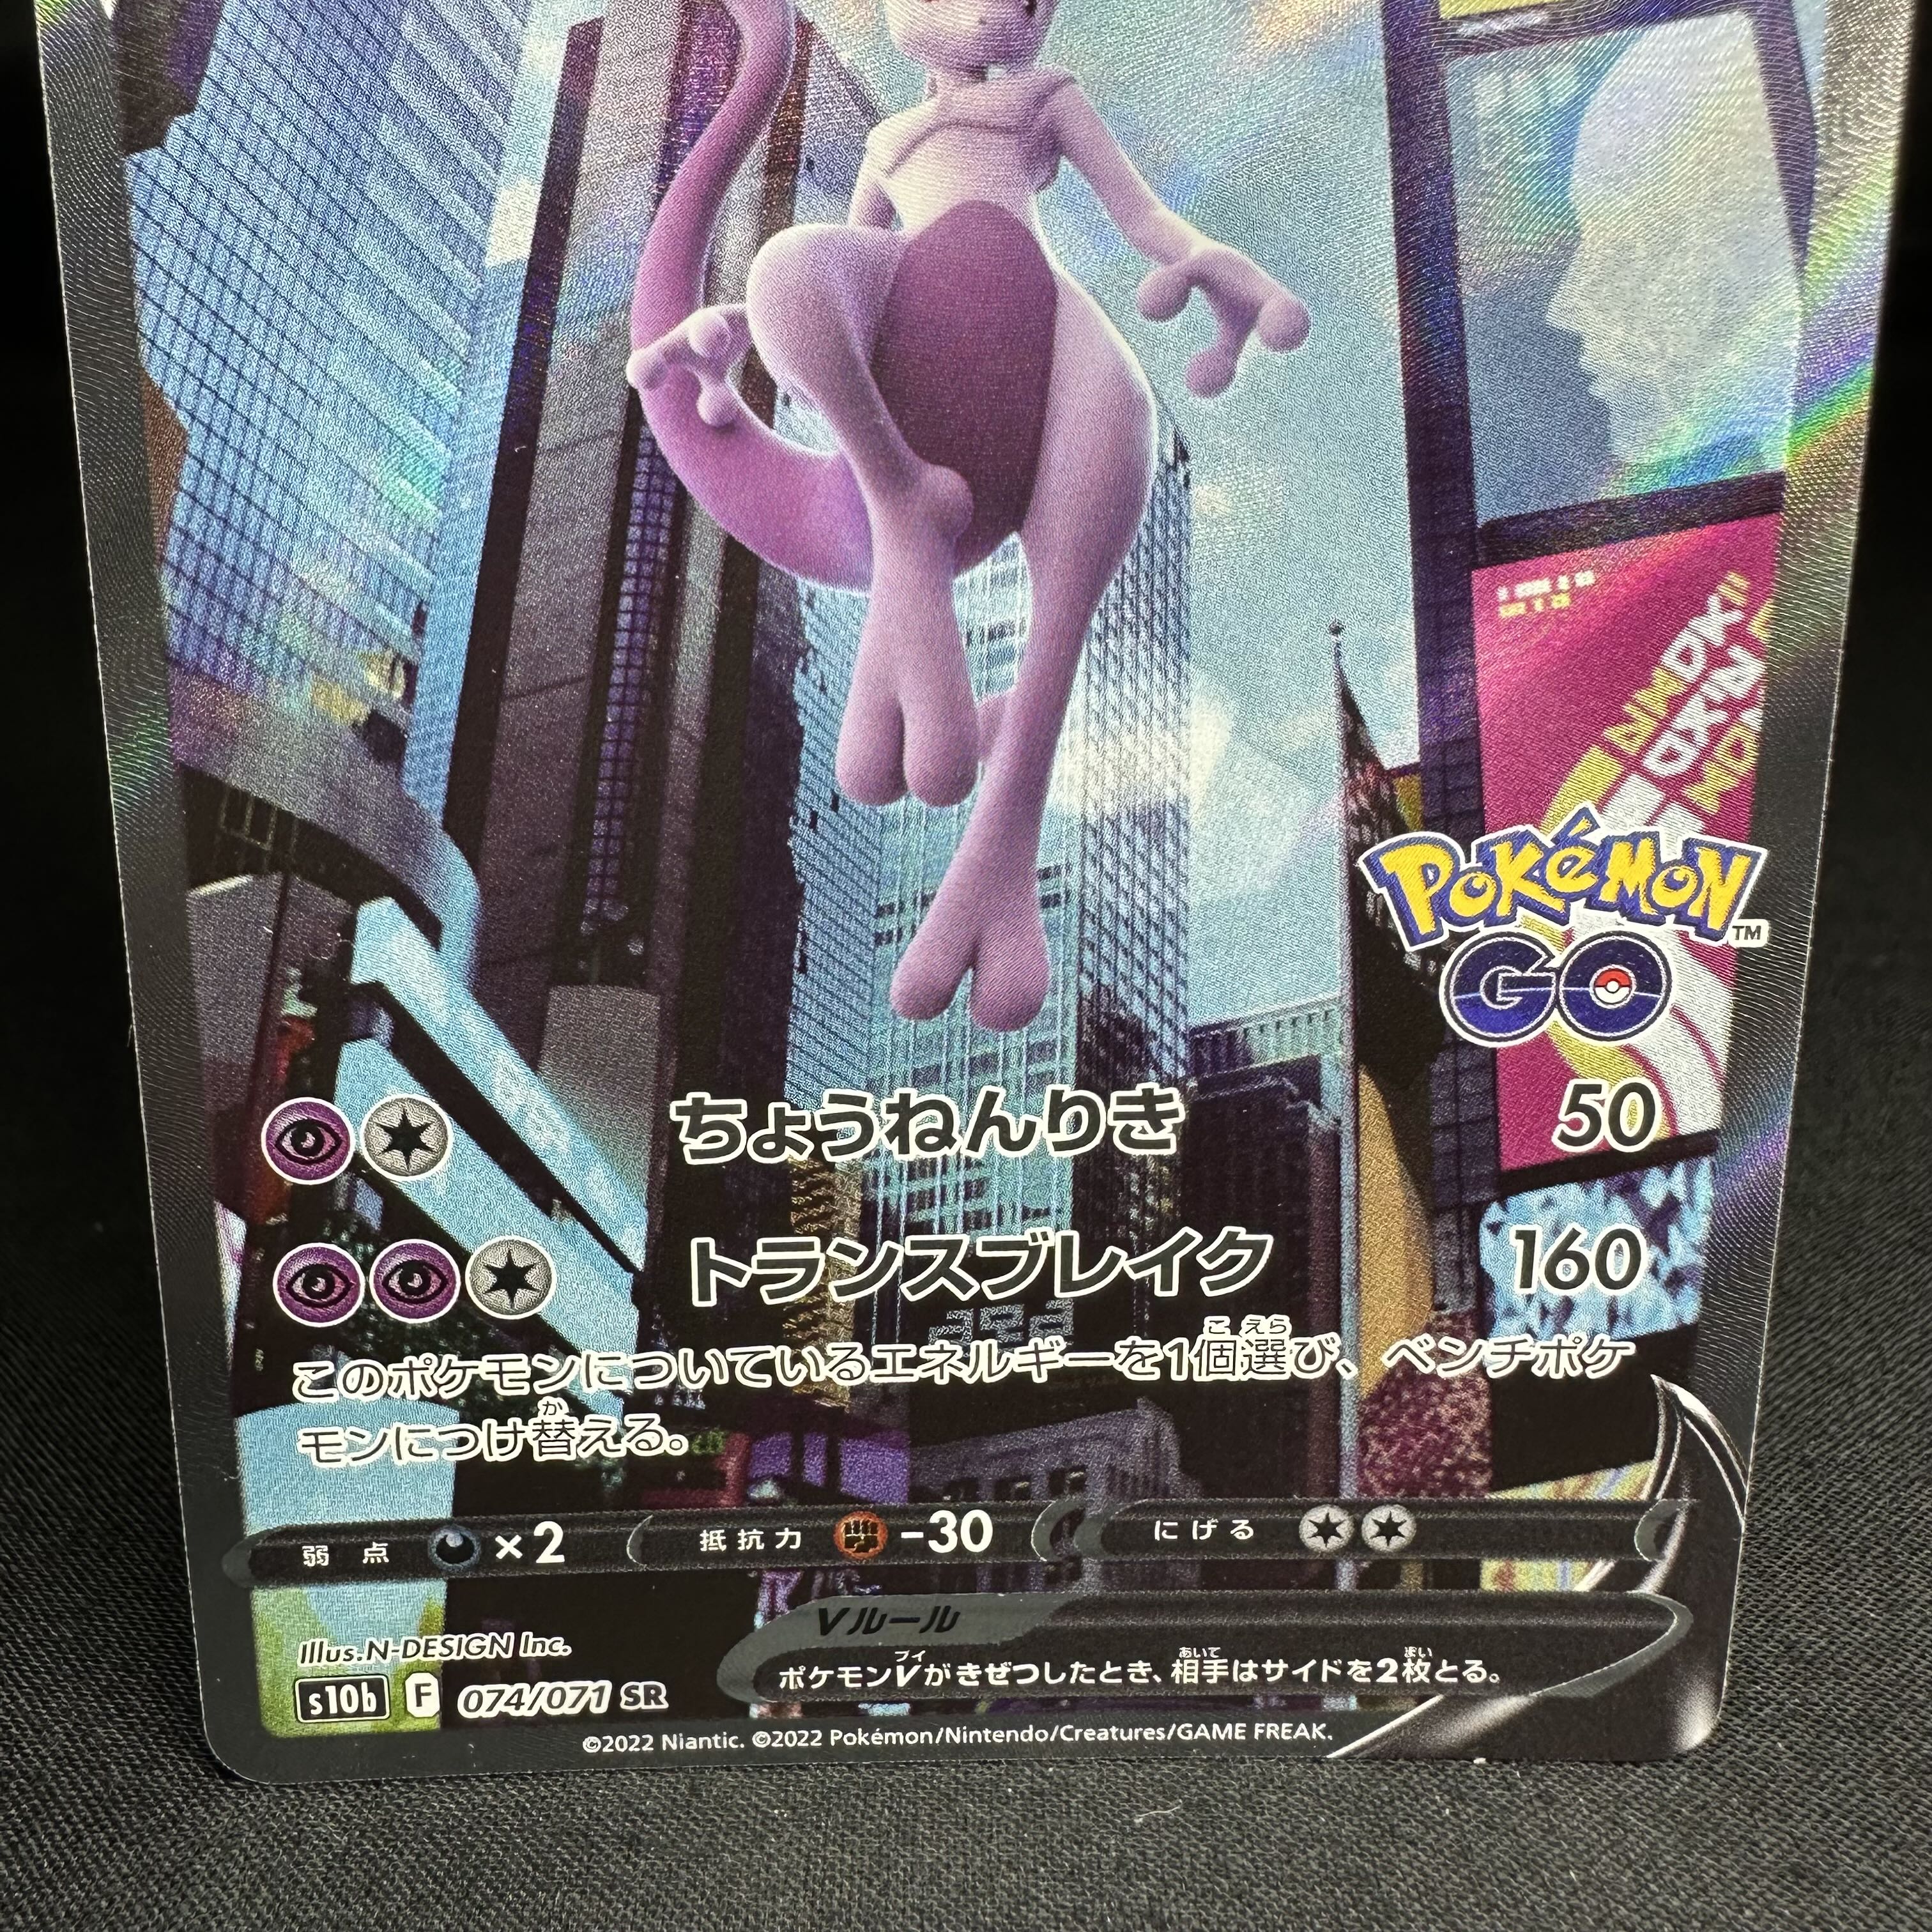 POKéMON TM
GO
ちょうねんりき 50
トランスブレイク 160
このポケモンについているエネルギーを1個選び、ベンチポケ
モンにつけ替える。
弱点 ×2 抵抗力 -30 にげる
Vルール
ポケモンVがきぜつしたとき、相手はサイドを2枚とる。
Illus.N-DESIGN Inc.
s10b F 074/071 SR
©2022 Niantic. ©2022 Pokémon/Nintendo/Creatures/GAME FREAK.